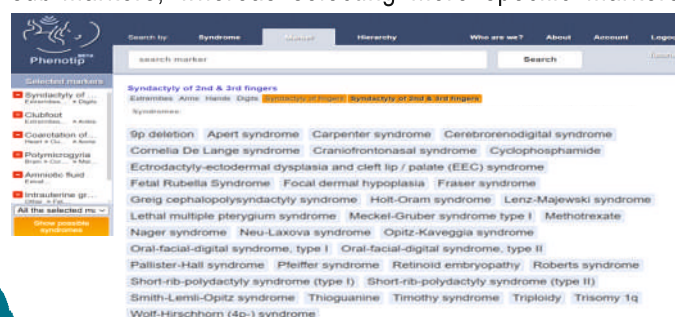 Search by: Syndrome Marker Hierarchy Who are we? About Account Logout
Phenotip BETA
search marker Search
Selected markers
Syndactyly of ...
Extremities... » Digits
Clubfoot
Coarctation of...
Polymicrogyria
Amniotic fluid
Intrauterine gr...
All the selected
Show possible syndromes
Syndactyly of 2nd & 3rd fingers
Extremities Arms Hands Digits Syndactyly of fingers Syndactyly of 2nd & 3rd fingers
Syndromes:
9p deletion Apert syndrome Carpenter syndrome Cerebrorenodigital syndrome
Cornelia De Lange syndrome Craniofrontonasal syndrome Cyclophosphamide
Ectrodactyly-ectodermal dysplasia and cleft lip / palate (EEC) syndrome
Fetal Rubella Syndrome Focal dermal hypoplasia Fraser syndrome
Greig cephalopolysyndactyly syndrome Holt-Oram syndrome Lenz-Majewski syndrome
Lethal multiple pterygium syndrome Meckel-Gruber syndrome type I Methotrexate
Nager syndrome Neu-Laxova syndrome Opitz-Kaveggia syndrome
Oral-facial-digital syndrome, type I Oral-facial-digital syndrome, type II
Pallister-Hall syndrome Pfeiffer syndrome Retinoid embryopathy Roberts syndrome
Short-rib-polydactyly syndrome (type I) Short-rib-polydactyly syndrome (type II)
Smith-Lemli-Opitz syndrome Thioguanine Timothy syndrome Triploidy Trisomy 1q
Wolf-Hirschhorn (4p-) syndrome